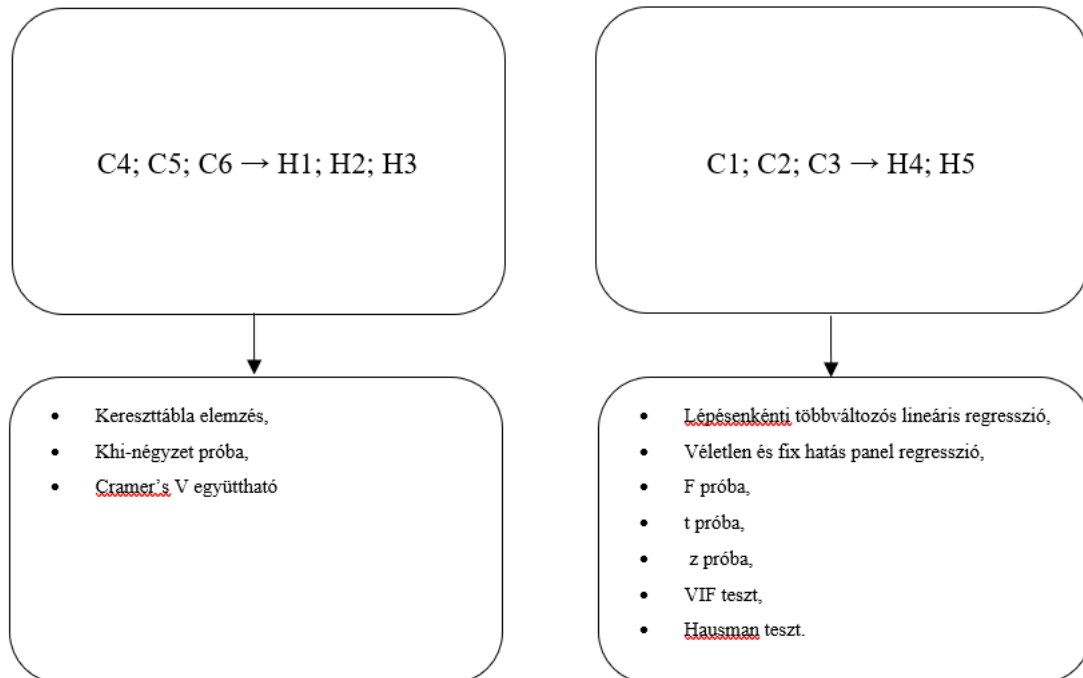 C4; C5; C6 → H1; H2; H3
C1; C2; C3 → H4; H5
• Kereszttábla elemzés,
• Khi-négyzet próba,
• Cramer’s V együttható
• Lépésenkénti többváltozós lineáris regresszió,
• Véletlen és fix hatás panel regresszió,
• F próba,
• t próba,
• z próba,
• VIF teszt,
• Hausman teszt.